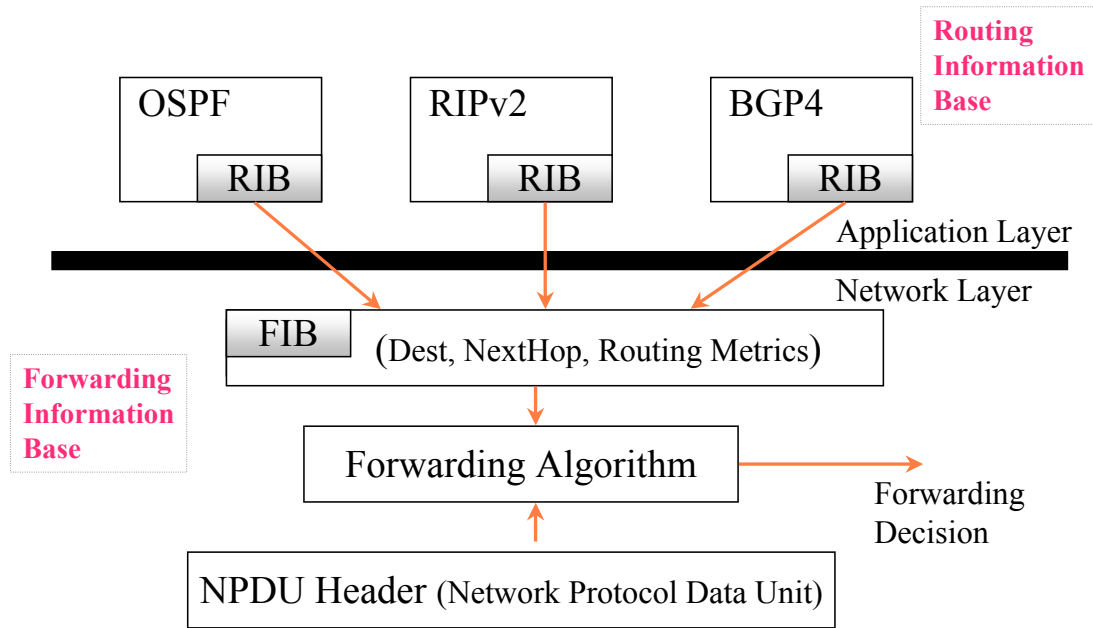 Routing
Information
Base
OSPF
RIB
RIPv2
RIB
BGP4
RIB
Application Layer
Network Layer
FIB
(Dest, NextHop, Routing Metrics)
Forwarding
Information
Base
Forwarding Algorithm
Forwarding
Decision
NPDU Header (Network Protocol Data Unit)